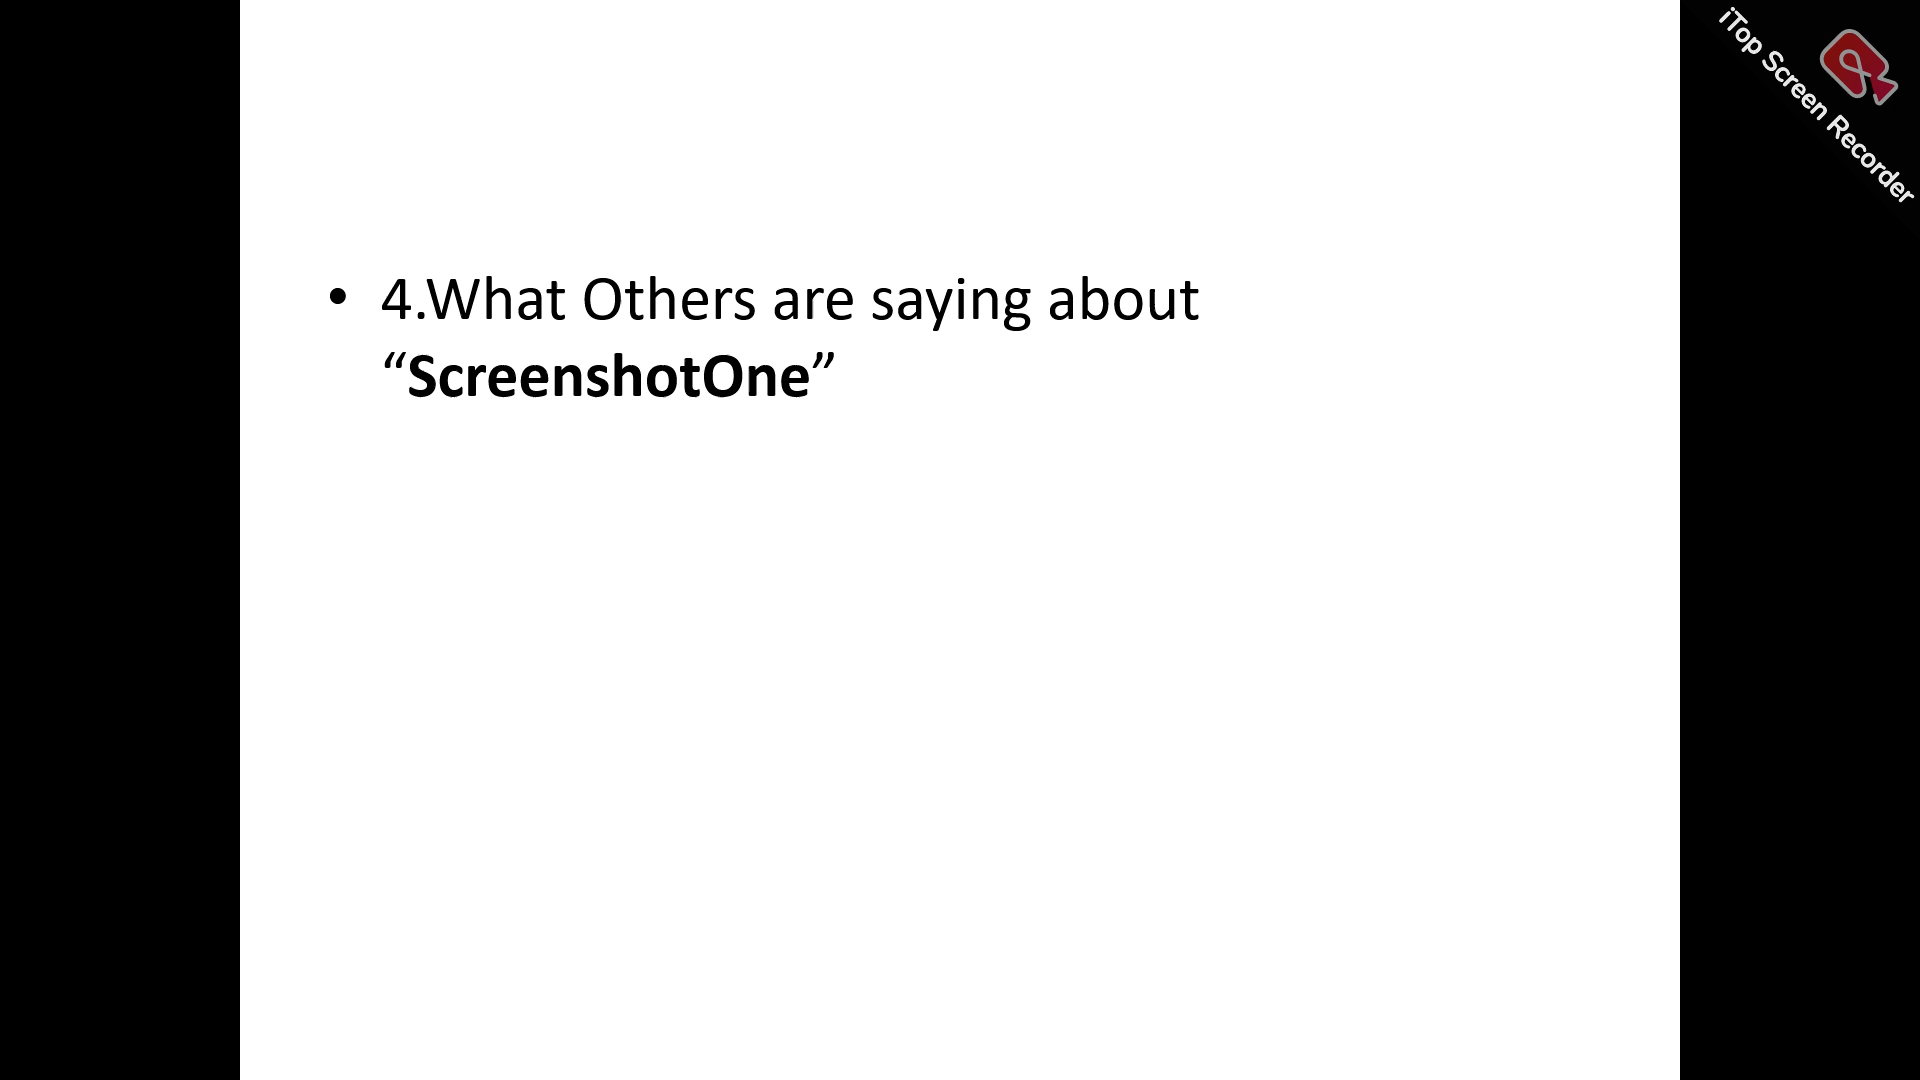 • 4.What Others are saying about
“ScreenshotOne”
iTop Screen Recorder